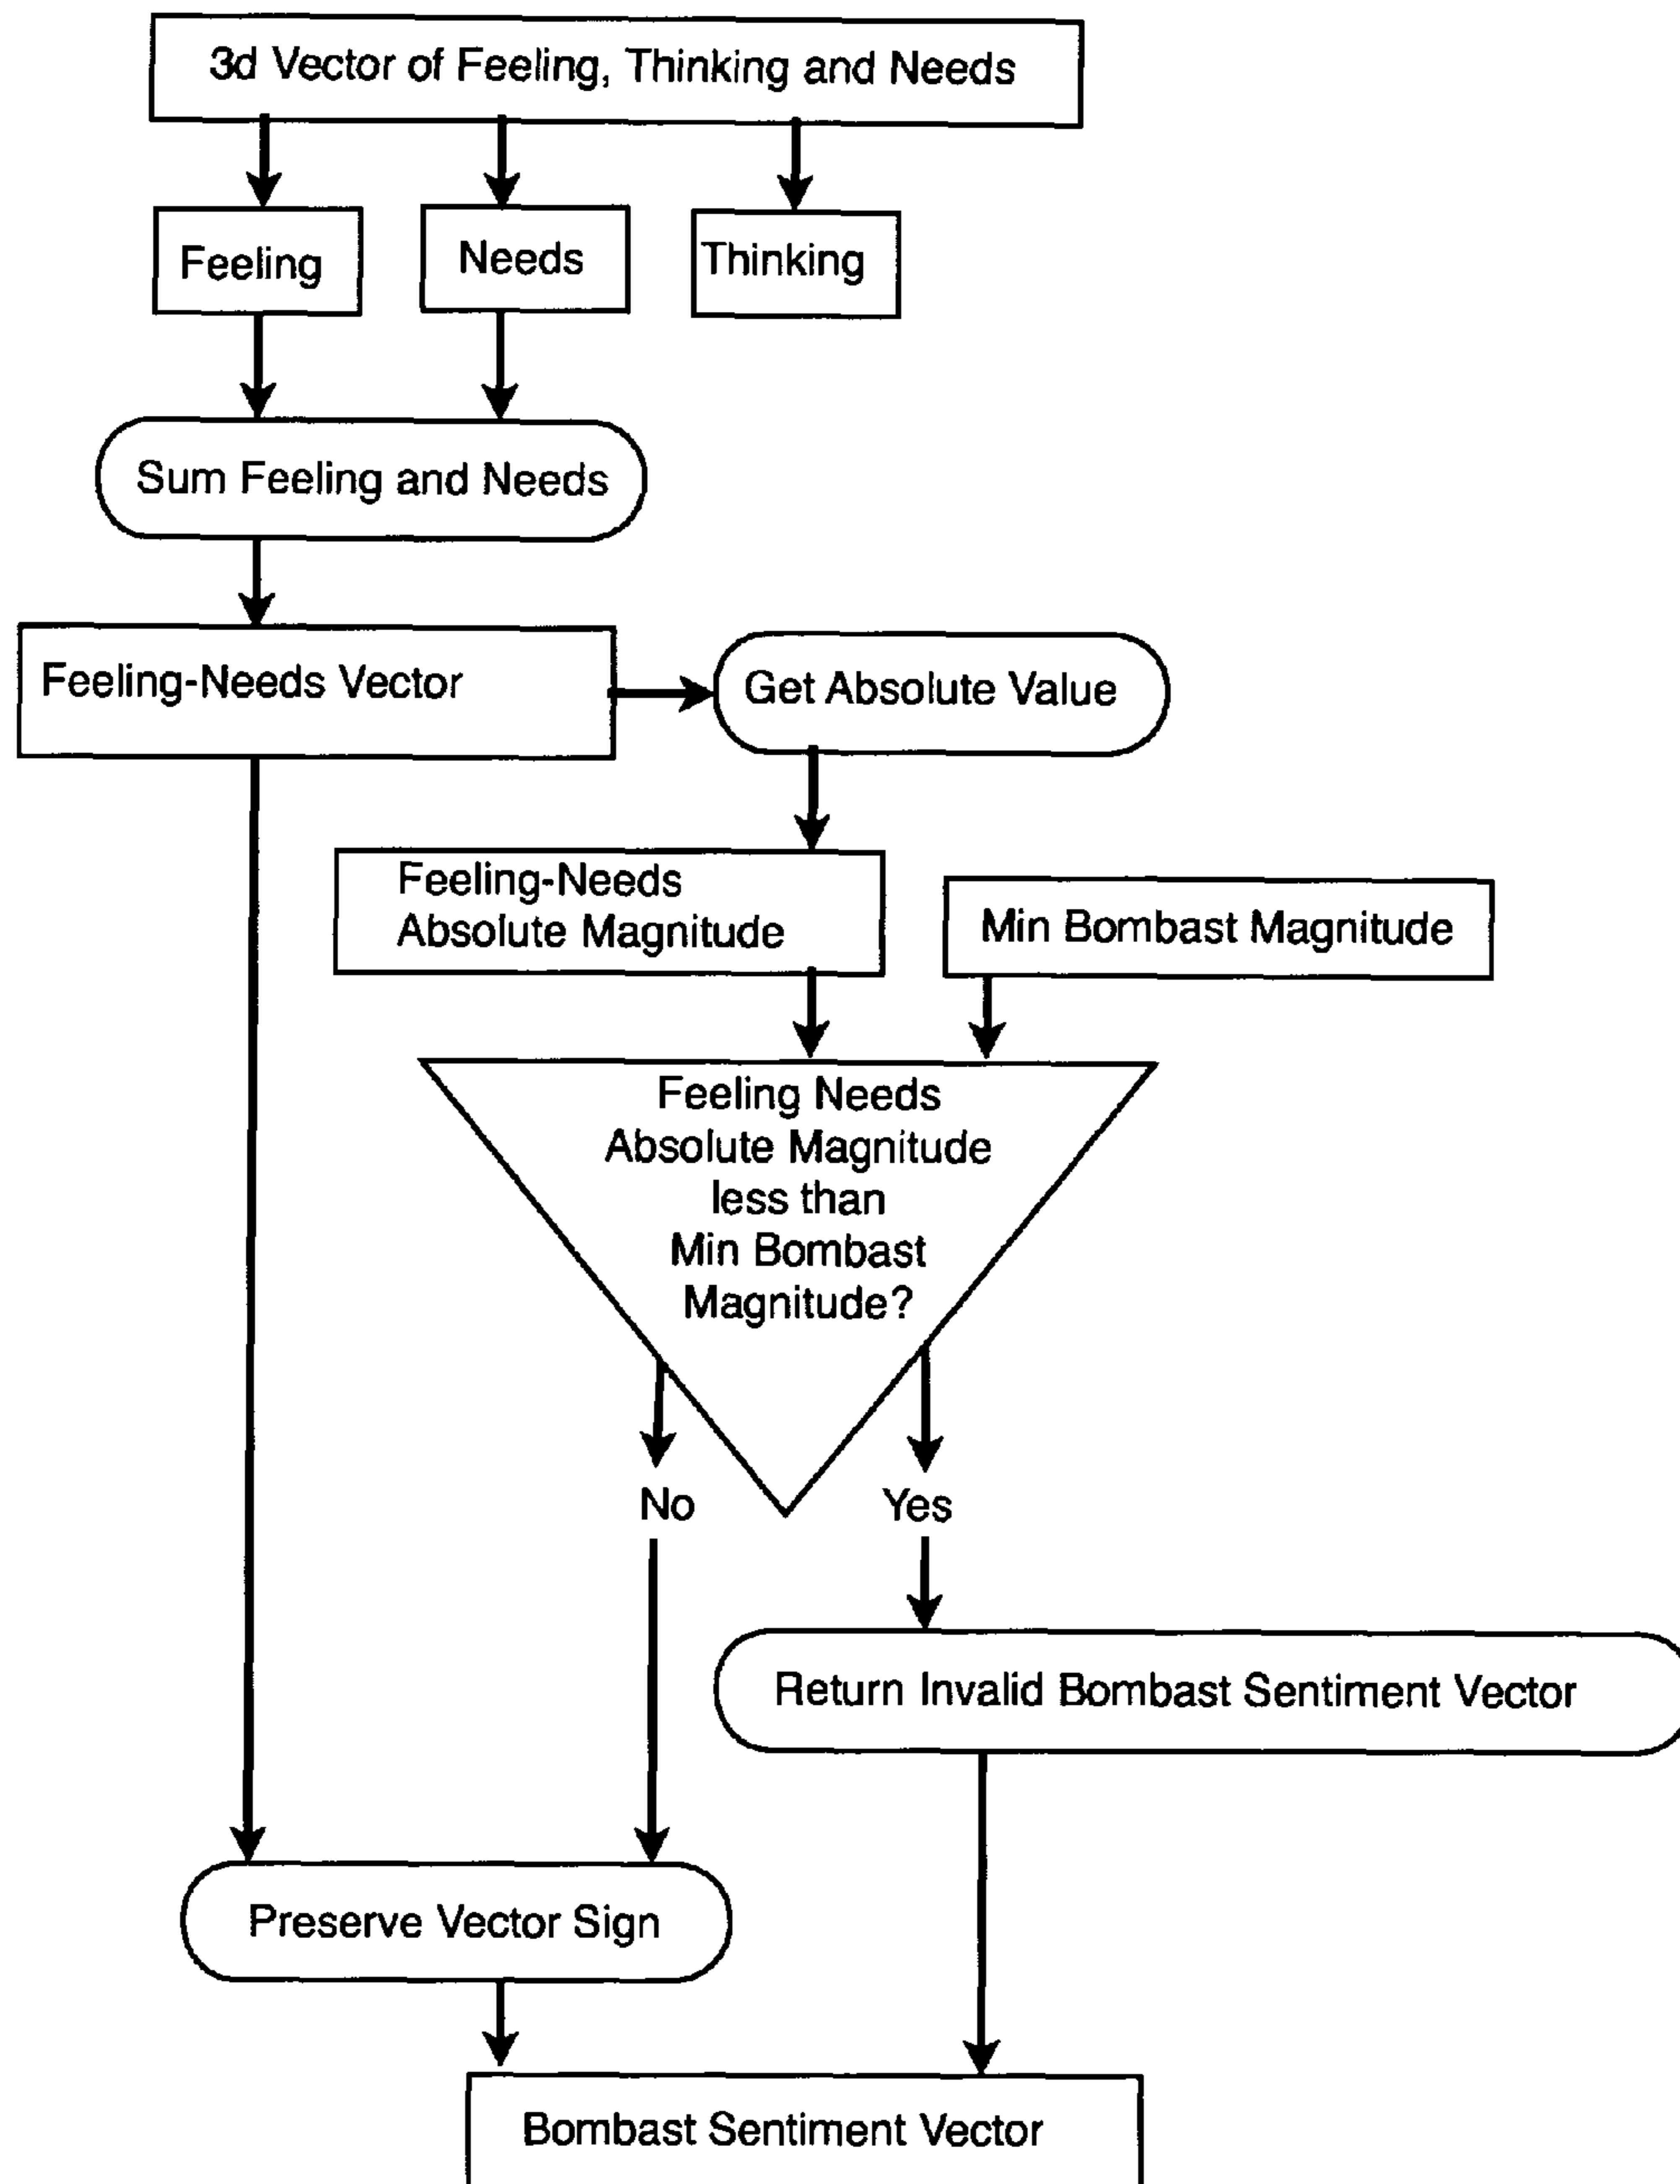 3d Vector of Feeling, Thinking and Needs
Feeling
Needs
Thinking
Sum Feeling and Needs
Feeling-Needs Vector
Get Absolute Value
Feeling-Needs
Absolute Magnitude
Min Bombast Magnitude
Feeling Needs
Absolute Magnitude
less than
Min Bombast
Magnitude?
No
Yes
Return Invalid Bombast Sentiment Vector
Preserve Vector Sign
Bombast Sentiment Vector